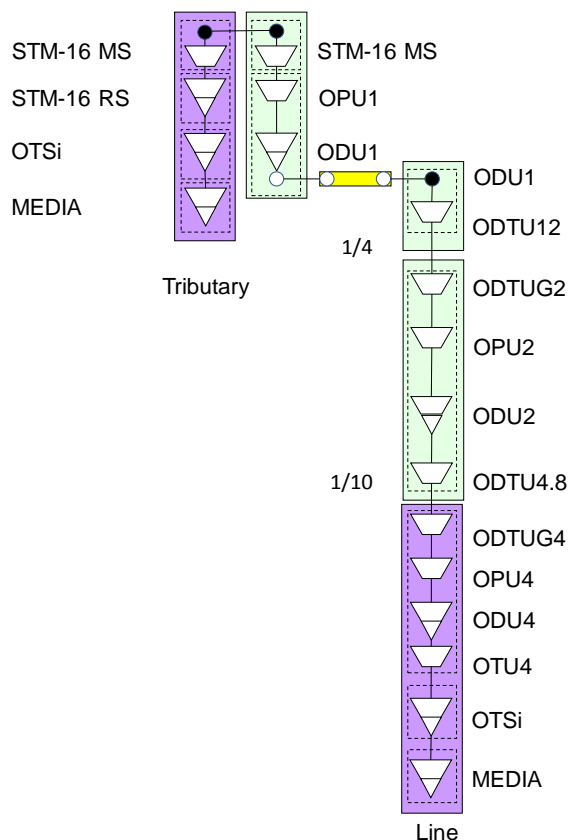 STM-16 MS
STM-16 RS
OTSi
MEDIA
Tributary
STM-16 MS
OPU1
ODU1
ODU1
ODTU12
1/4
ODTUG2
OPU2
ODU2
1/10
ODTU4.8
ODTUG4
OPU4
ODU4
OTU4
OTSi
MEDIA
Line